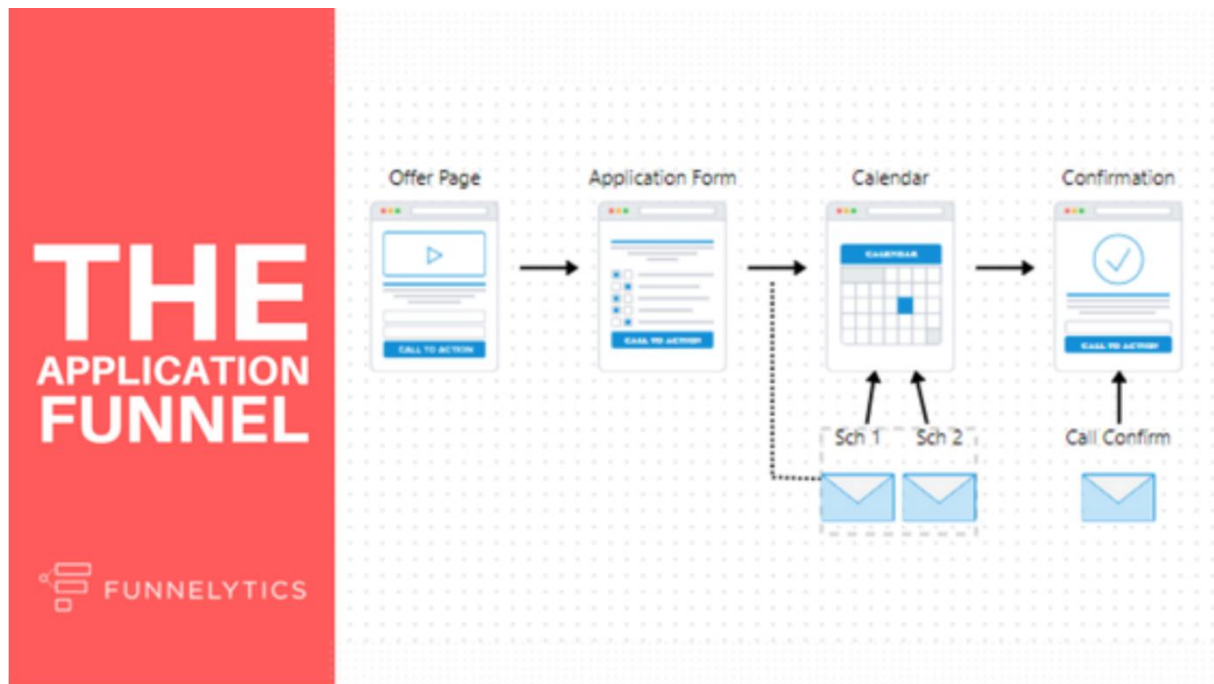 THE
APPLICATION
FUNNEL
FUNNELYTICS
Offer Page
Application Form
Calendar
Confirmation
CALL TO ACTION
CALL TO ACTION
CALENDAR
CALL TO ACTION
Sch 1
Sch 2
Call Confirm